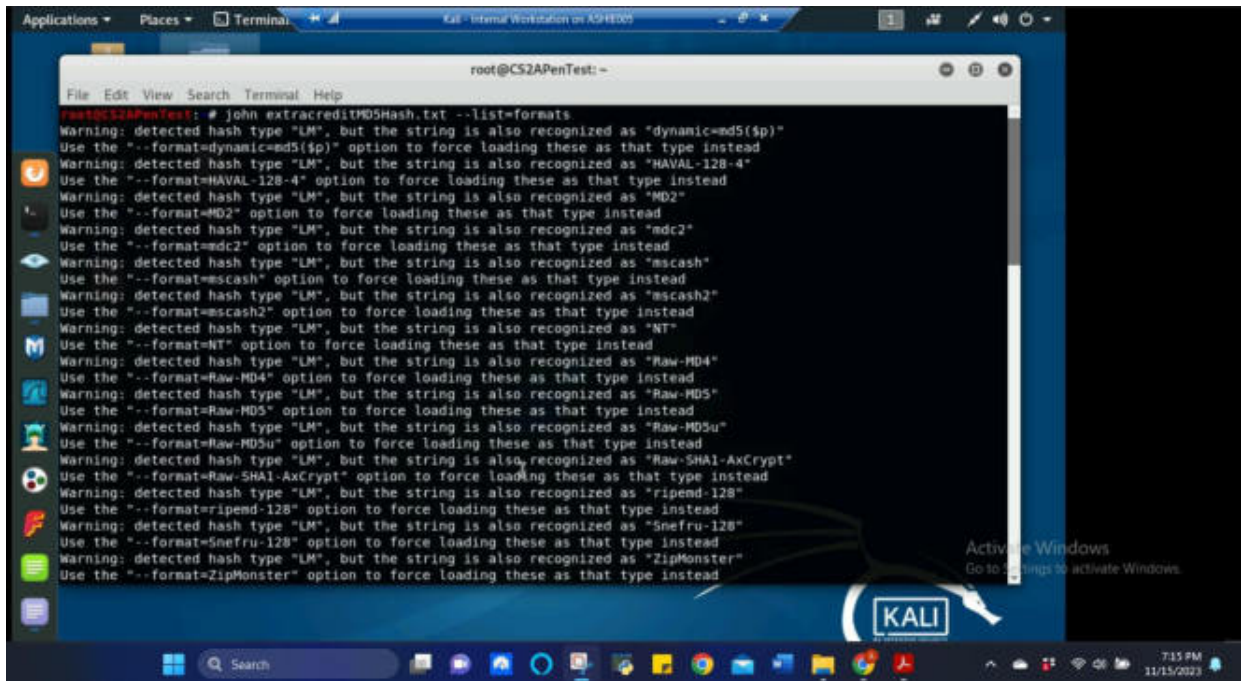 Applications Places Terminal Kali - Internal Workstation on ASHB005 1
root@CS2APenTest: ~
File Edit View Search Terminal Help
root@CS2APenTest:~# john extracreditMD5Hash.txt --list=formats
Warning: detected hash type "LM", but the string is also recognized as "dynamic=md5($p)"
Use the "--format=dynamic=md5($p)" option to force loading these as that type instead
Warning: detected hash type "LM", but the string is also recognized as "HAVAL-128-4"
Use the "--format=HAVAL-128-4" option to force loading these as that type instead
Warning: detected hash type "LM", but the string is also recognized as "MD2"
Use the "--format=MD2" option to force loading these as that type instead
Warning: detected hash type "LM", but the string is also recognized as "mdc2"
Use the "--format=mdc2" option to force loading these as that type instead
Warning: detected hash type "LM", but the string is also recognized as "mscash"
Use the "--format=mscash" option to force loading these as that type instead
Warning: detected hash type "LM", but the string is also recognized as "mscash2"
Use the "--format=mscash2" option to force loading these as that type instead
Warning: detected hash type "LM", but the string is also recognized as "NT"
Use the "--format=NT" option to force loading these as that type instead
Warning: detected hash type "LM", but the string is also recognized as "Raw-MD4"
Use the "--format=Raw-MD4" option to force loading these as that type instead
Warning: detected hash type "LM", but the string is also recognized as "Raw-MD5"
Use the "--format=Raw-MD5" option to force loading these as that type instead
Warning: detected hash type "LM", but the string is also recognized as "Raw-MD5u"
Use the "--format=Raw-MD5u" option to force loading these as that type instead
Warning: detected hash type "LM", but the string is also recognized as "Raw-SHA1-AxCrypt"
Use the "--format=Raw-SHA1-AxCrypt" option to force loading these as that type instead
Warning: detected hash type "LM", but the string is also recognized as "ripemd-128"
Use the "--format=ripemd-128" option to force loading these as that type instead
Warning: detected hash type "LM", but the string is also recognized as "Snefru-128"
Use the "--format=Snefru-128" option to force loading these as that type instead
Warning: detected hash type "LM", but the string is also recognized as "ZipMonster"
Use the "--format=ZipMonster" option to force loading these as that type instead
Activate Windows
Go to Settings to activate Windows.
KALI
Search
7:15 PM
11/15/2023